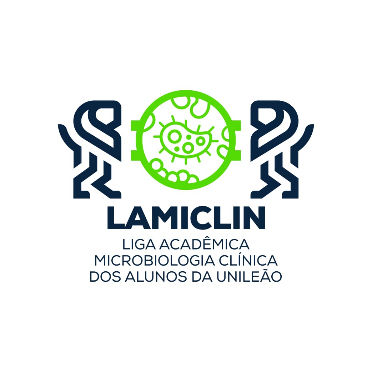 LAMICLIN
LIGA ACADÊMICA
MICROBIOLOGIA CLÍNICA
DOS ALUNOS DA UNILEÃO